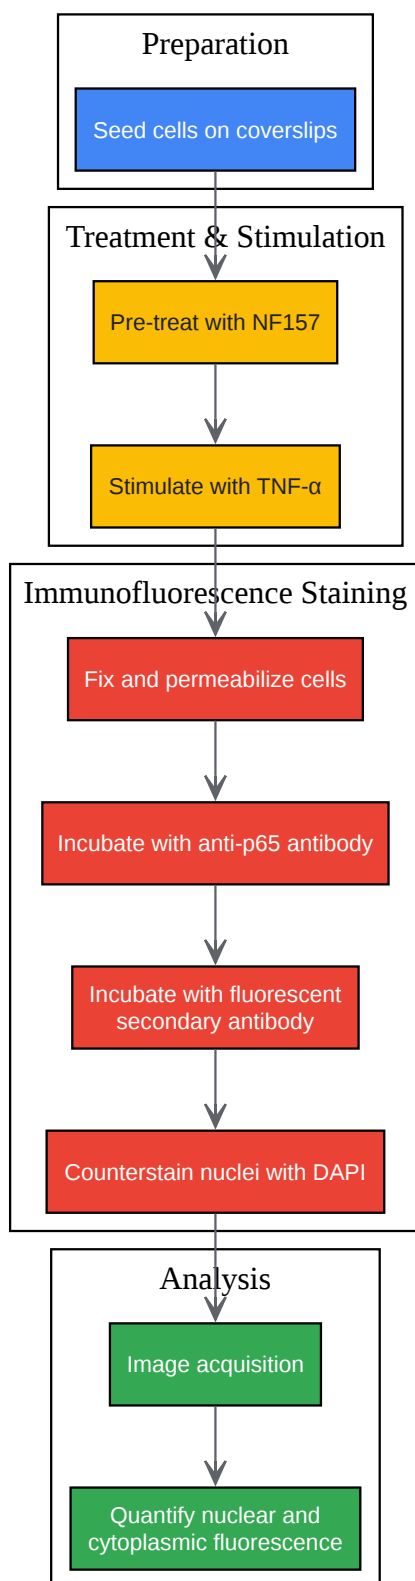 Preparation
Seed cells on coverslips
Treatment & Stimulation
Pre-treat with NF157
Stimulate with TNF-α
Immunofluorescence Staining
Fix and permeabilize cells
Incubate with anti-p65 antibody
Incubate with fluorescent
secondary antibody
Counterstain nuclei with DAPI
Analysis
Image acquisition
Quantify nuclear and
cytoplasmic fluorescence